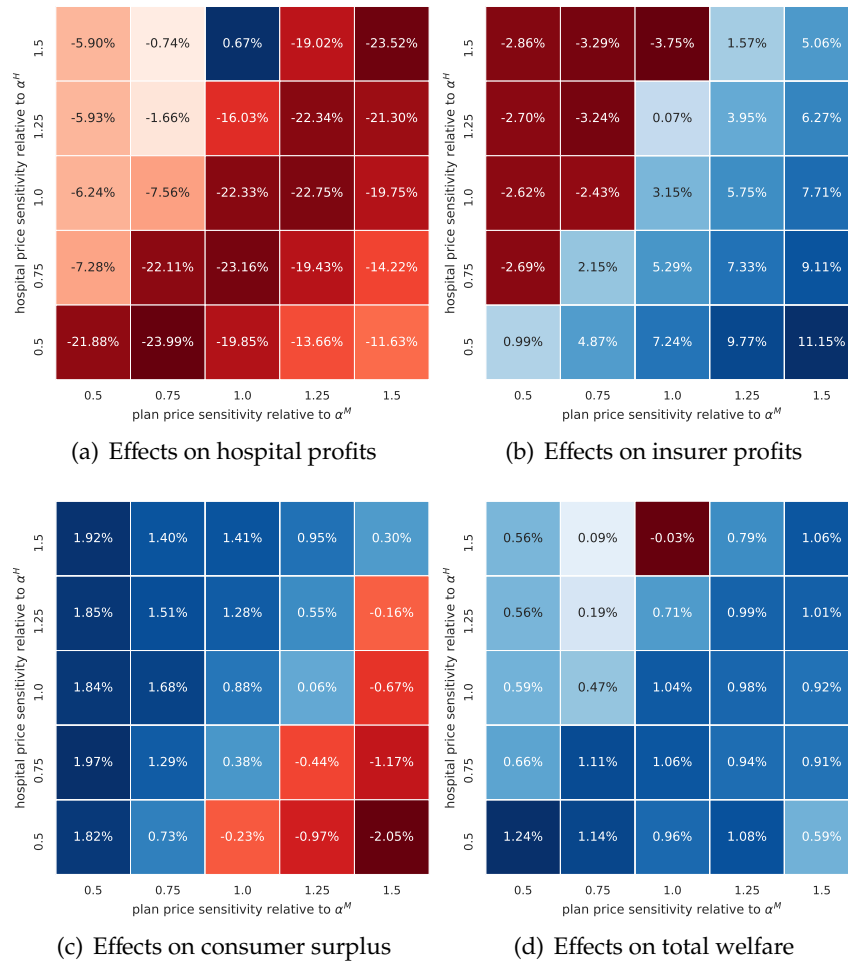 1.5 -5.90% -0.74% 0.67% -19.02% -23.52%
1.25 -5.93% -1.66% -16.03% -22.34% -21.30%
1.0 -6.24% -7.56% -22.33% -22.75% -19.75%
0.75 -7.28% -22.11% -23.16% -19.43% -14.22%
0.5 -21.88% -23.99% -19.85% -13.66% -11.63%
hospital price sensitivity relative to α^H
0.5 0.75 1.0 1.25 1.5
plan price sensitivity relative to α^M
(a) Effects on hospital profits
1.5 -2.86% -3.29% -3.75% 1.57% 5.06%
1.25 -2.70% -3.24% 0.07% 3.95% 6.27%
1.0 -2.62% -2.43% 3.15% 5.75% 7.71%
0.75 -2.69% 2.15% 5.29% 7.33% 9.11%
0.5 0.99% 4.87% 7.24% 9.77% 11.15%
hospital price sensitivity relative to α^H
0.5 0.75 1.0 1.25 1.5
plan price sensitivity relative to α^M
(b) Effects on insurer profits
1.5 1.92% 1.40% 1.41% 0.95% 0.30%
1.25 1.85% 1.51% 1.28% 0.55% -0.16%
1.0 1.84% 1.68% 0.88% 0.06% -0.67%
0.75 1.97% 1.29% 0.38% -0.44% -1.17%
0.5 1.82% 0.73% -0.23% -0.97% -2.05%
hospital price sensitivity relative to α^H
0.5 0.75 1.0 1.25 1.5
plan price sensitivity relative to α^M
(c) Effects on consumer surplus
1.5 0.56% 0.09% -0.03% 0.79% 1.06%
1.25 0.56% 0.19% 0.71% 0.99% 1.01%
1.0 0.59% 0.47% 1.04% 0.98% 0.92%
0.75 0.66% 1.11% 1.06% 0.94% 0.91%
0.5 1.24% 1.14% 0.96% 1.08% 0.59%
hospital price sensitivity relative to α^H
0.5 0.75 1.0 1.25 1.5
plan price sensitivity relative to α^M
(d) Effects on total welfare